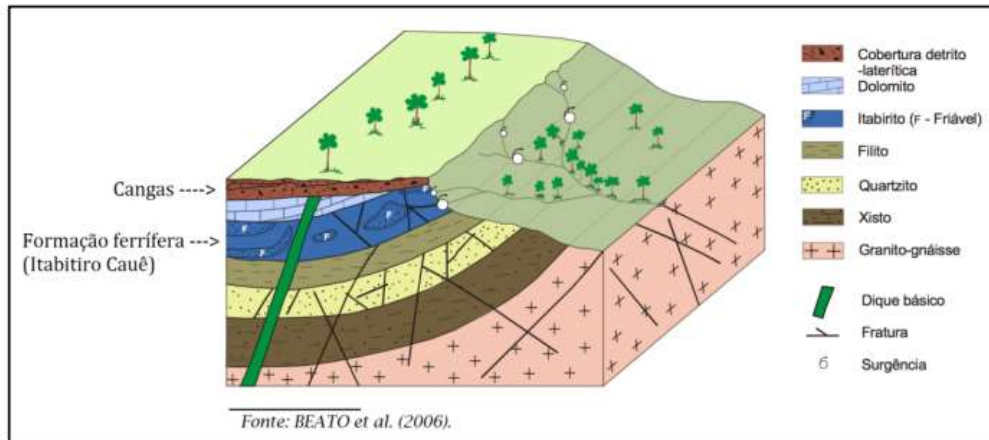 Cangas ---->
Formação ferrífera --->
(Itabitiro Cauê)
F
F
F
F
F
F
Cobertura detrito
-laterítica
Dolomito
Itabirito (F - Friável)
Filito
Quartzito
Xisto
Granito-gnáisse
Dique básico
Fratura
Surgência
Fonte: BEATO et al. (2006).